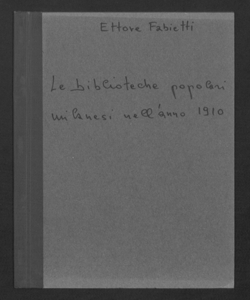 Ettore Fabietti
Le biblioteche popolari
milanesi nell'anno 1910